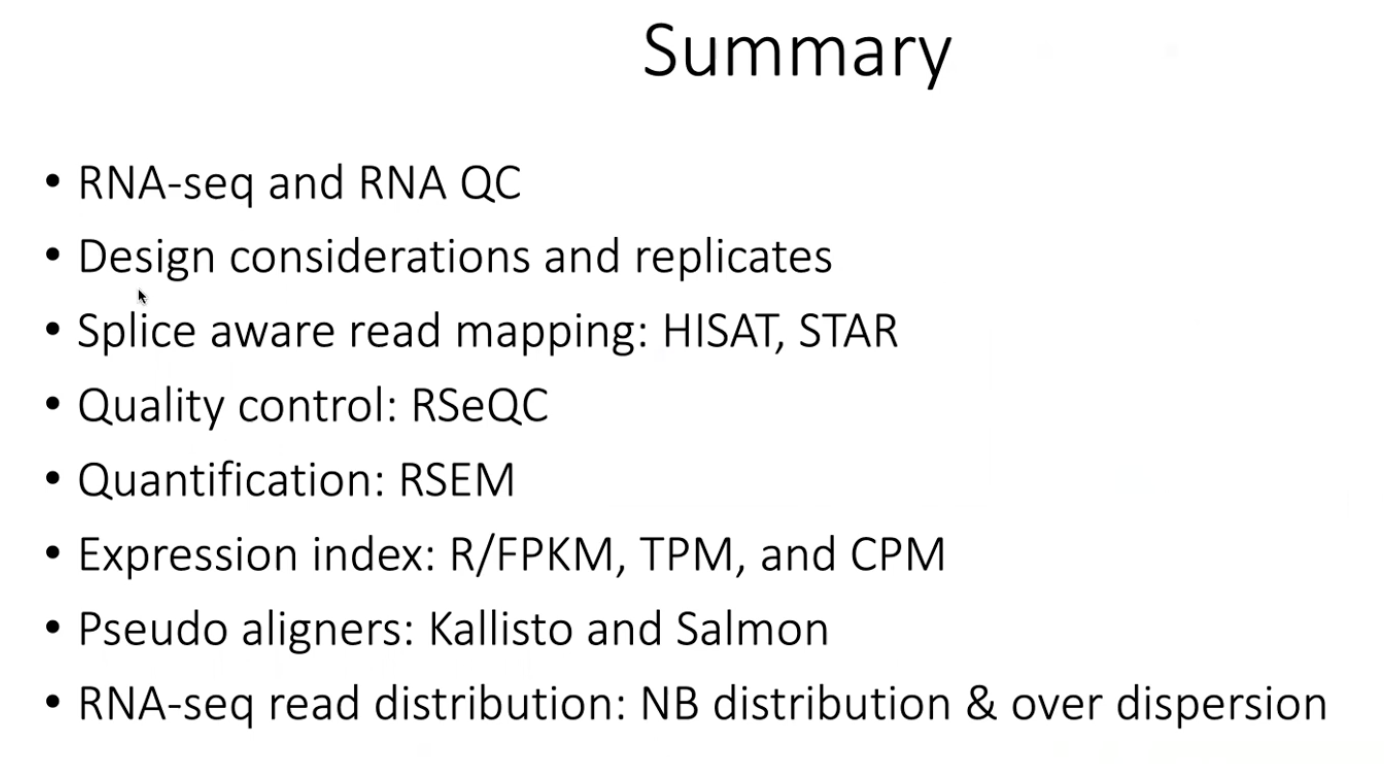 Summary
• RNA-seq and RNA QC
• Design considerations and replicates
• Splice aware read mapping: HISAT, STAR
• Quality control: RSeQC
• Quantification: RSEM
• Expression index: R/FPKM, TPM, and CPM
• Pseudo aligners: Kallisto and Salmon
• RNA-seq read distribution: NB distribution & over dispersion